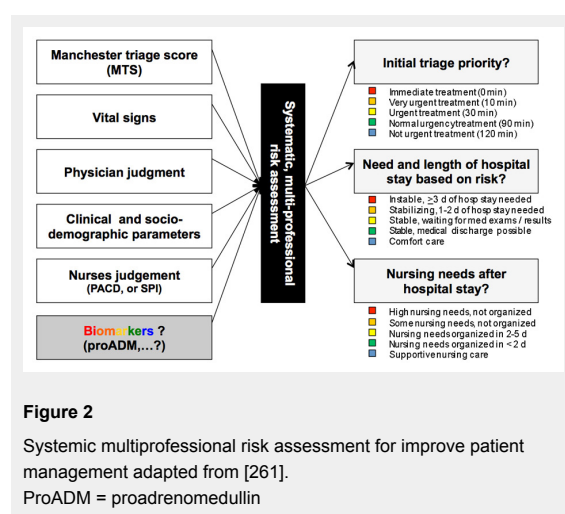 Manchester triage score
(MTS)
Vital signs
Physician judgment
Clinical and socio-
demographic parameters
Nurses judgement
(PACD, or SPI)
Biomarkers ?
(proADM,...?)
Systematic, multi-professional
risk assessment
Initial triage priority?
Immediate treatment (0 min)
Very urgent treatment (10 min)
Urgent treatment (30 min)
Normal urgency treatment (90 min)
Not urgent treatment (120 min)
Need and length of hospital
stay based on risk?
Instable, ≥3 d of hosp stay needed
Stabilizing, 1-2 d of hosp stay needed
Stable, waiting for med exams / results
Stable, medical discharge possible
Comfort care
Nursing needs after
hospital stay?
High nursing needs, not organized
Some nursing needs, not organized
Nursing needs organized in 2-5 d
Nursing needs organized in < 2 d
Supportive nursing care
Figure 2
Systemic multiprofessional risk assessment for improve patient
management adapted from [261].
ProADM = proadrenomedullin